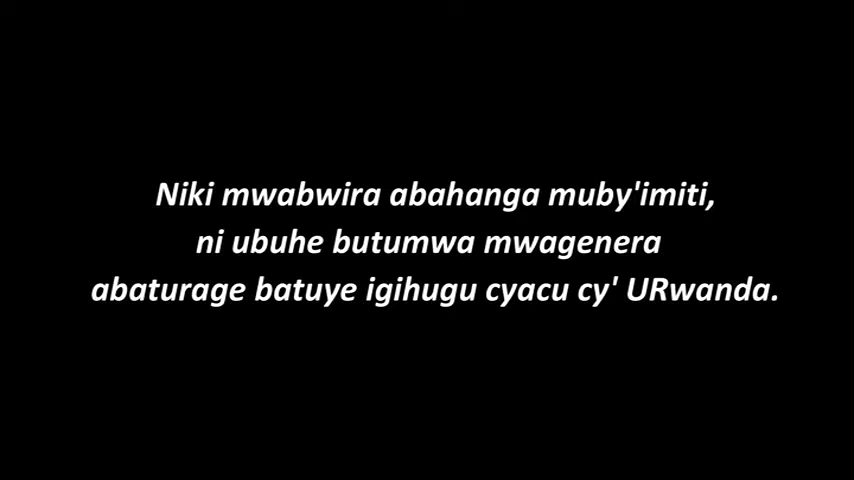 Niki mwabwira abahanga muby'imiti,
ni ubuhe butumwa mwagenera
abaturage batuye igihugu cyacu cy' URwanda.